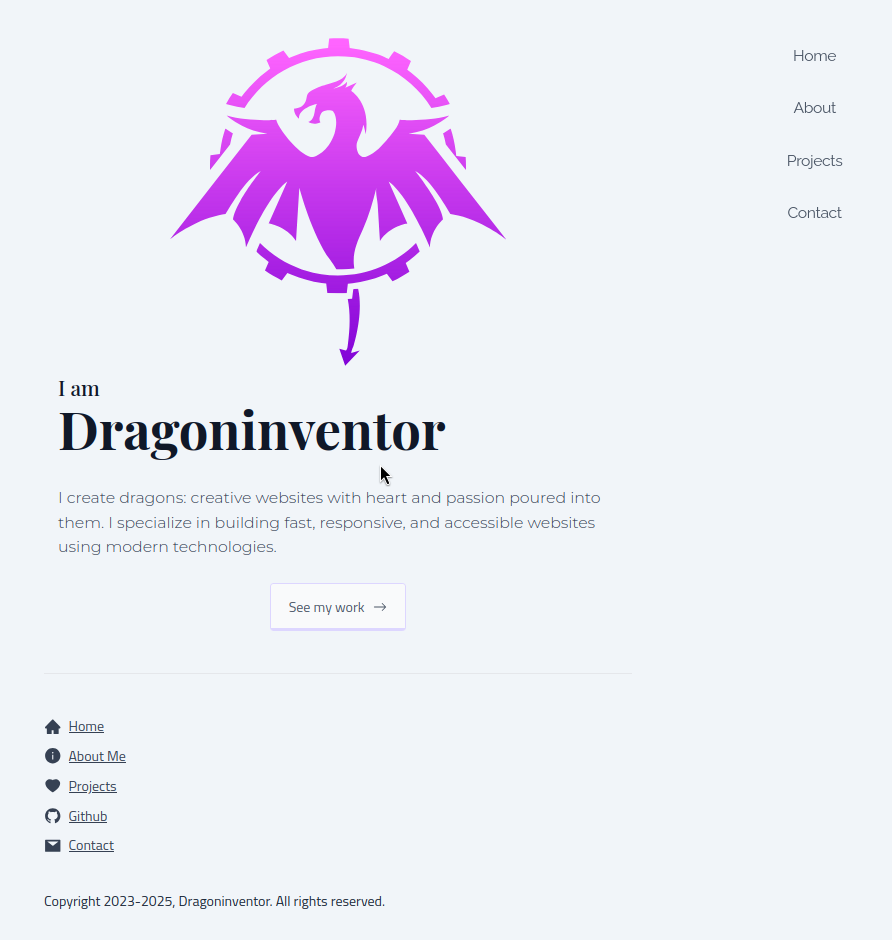 Home
About
Projects
Contact
I am
Dragoninventor
I create dragons: creative websites with heart and passion poured into
them. I specialize in building fast, responsive, and accessible websites
using modern technologies.
See my work →
Home
About Me
Projects
Github
Contact
Copyright 2023-2025, Dragoninventor. All rights reserved.